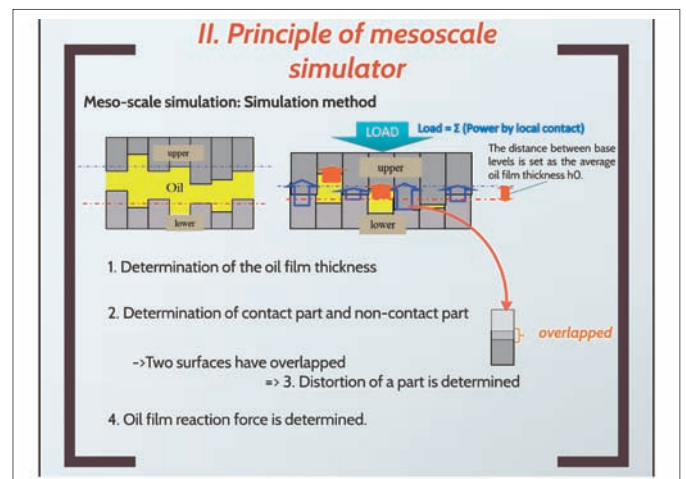 II. Principle of mesoscale
simulator
Meso-scale simulation: Simulation method
LOAD
Load = Σ (Power by local contact)
upper
Oil
lower
upper
lower
The distance between base
levels is set as the average
oil film thickness h0.
1. Determination of the oil film thickness
2. Determination of contact part and non-contact part
overlapped
->Two surfaces have overlapped
=> 3. Distortion of a part is determined
4. Oil film reaction force is determined.